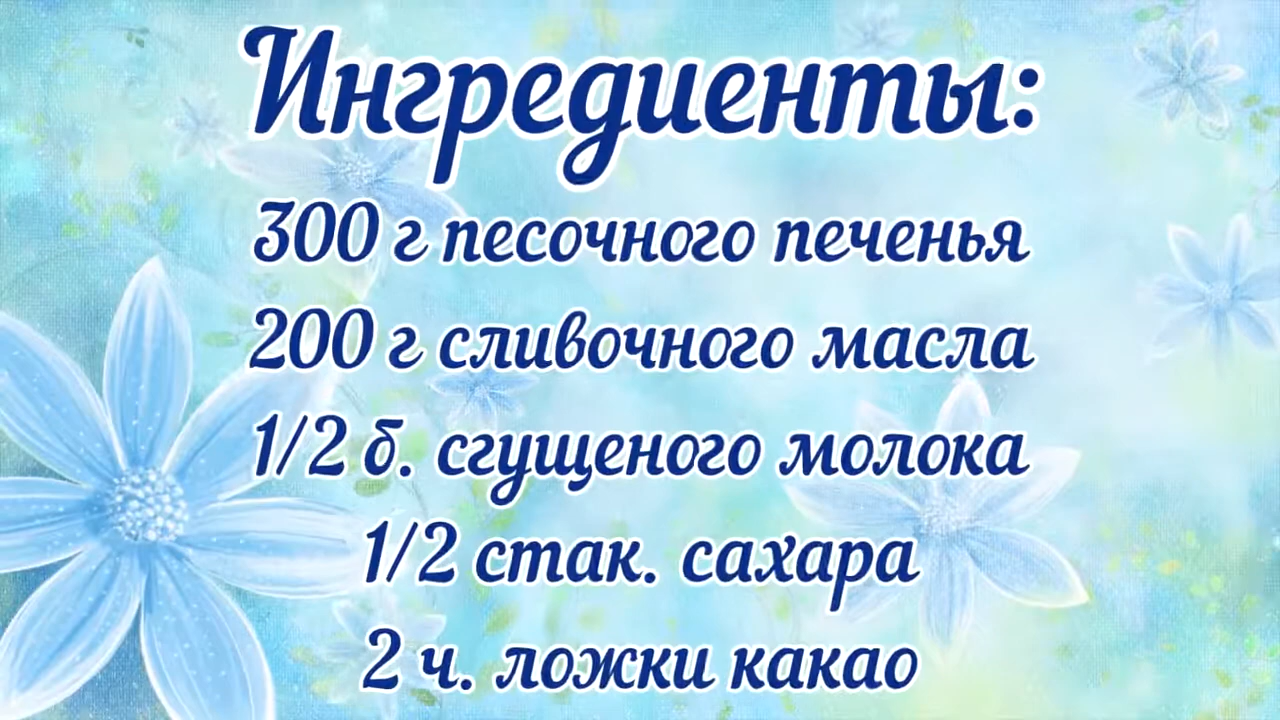 Ингредиенты:
300 г песочного печенья
200 г сливочного масла
1/2 б. сгущеного молока
1/2 стак. сахара
2 ч. ложки какао